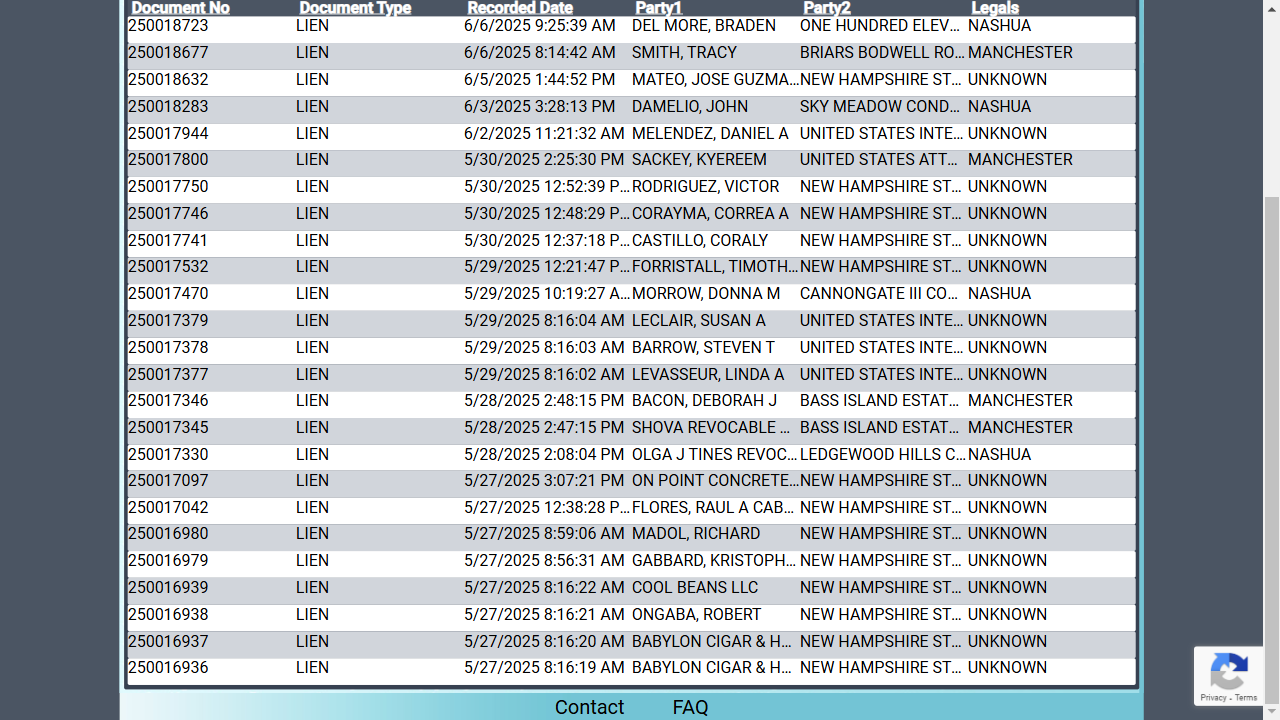 Document No Document Type Recorded Date Party1 Party2 Legals
250018723 LIEN 6/6/2025 9:25:39 AM DEL MORE, BRADEN ONE HUNDRED ELEV... NASHUA
250018677 LIEN 6/6/2025 8:14:42 AM SMITH, TRACY BRIARS BODWELL RO... MANCHESTER
250018632 LIEN 6/5/2025 1:44:52 PM MATEO, JOSE GUZMA... NEW HAMPSHIRE ST... UNKNOWN
250018283 LIEN 6/3/2025 3:28:13 PM DAMELIO, JOHN SKY MEADOW COND... NASHUA
250017944 LIEN 6/2/2025 11:21:32 AM MELENDEZ, DANIEL A UNITED STATES INTE... UNKNOWN
250017800 LIEN 5/30/2025 2:25:30 PM SACKEY, KYEREEM UNITED STATES ATT... MANCHESTER
250017750 LIEN 5/30/2025 12:52:39 P... RODRIGUEZ, VICTOR NEW HAMPSHIRE ST... UNKNOWN
250017746 LIEN 5/30/2025 12:48:29 P... CORAYMA, CORREA A NEW HAMPSHIRE ST... UNKNOWN
250017741 LIEN 5/30/2025 12:37:18 P... CASTILLO, CORALY NEW HAMPSHIRE ST... UNKNOWN
250017532 LIEN 5/29/2025 12:21:47 P... FORRISTALL, TIMOTH... NEW HAMPSHIRE ST... UNKNOWN
250017470 LIEN 5/29/2025 10:19:27 A... MORROW, DONNA M CANNONGATE III CO... NASHUA
250017379 LIEN 5/29/2025 8:16:04 AM LECLAIR, SUSAN A UNITED STATES INTE... UNKNOWN
250017378 LIEN 5/29/2025 8:16:03 AM BARROW, STEVEN T UNITED STATES INTE... UNKNOWN
250017377 LIEN 5/29/2025 8:16:02 AM LEVASSEUR, LINDA A UNITED STATES INTE... UNKNOWN
250017346 LIEN 5/28/2025 2:48:15 PM BACON, DEBORAH J BASS ISLAND ESTAT... MANCHESTER
250017345 LIEN 5/28/2025 2:47:15 PM SHOVA REVOCABLE ... BASS ISLAND ESTAT... MANCHESTER
250017330 LIEN 5/28/2025 2:08:04 PM OLGA J TINES REVOC... LEDGEWOOD HILLS C... NASHUA
250017097 LIEN 5/27/2025 3:07:21 PM ON POINT CONCRETE... NEW HAMPSHIRE ST... UNKNOWN
250017042 LIEN 5/27/2025 12:38:28 P... FLORES, RAUL A CAB... NEW HAMPSHIRE ST... UNKNOWN
250016980 LIEN 5/27/2025 8:59:06 AM MADOL, RICHARD NEW HAMPSHIRE ST... UNKNOWN
250016979 LIEN 5/27/2025 8:56:31 AM GABBARD, KRISTOPH... NEW HAMPSHIRE ST... UNKNOWN
250016939 LIEN 5/27/2025 8:16:22 AM COOL BEANS LLC NEW HAMPSHIRE ST... UNKNOWN
250016938 LIEN 5/27/2025 8:16:21 AM ONGABA, ROBERT NEW HAMPSHIRE ST... UNKNOWN
250016937 LIEN 5/27/2025 8:16:20 AM BABYLON CIGAR & H... NEW HAMPSHIRE ST... UNKNOWN
250016936 LIEN 5/27/2025 8:16:19 AM BABYLON CIGAR & H... NEW HAMPSHIRE ST... UNKNOWN
Privacy - Terms
Contact FAQ